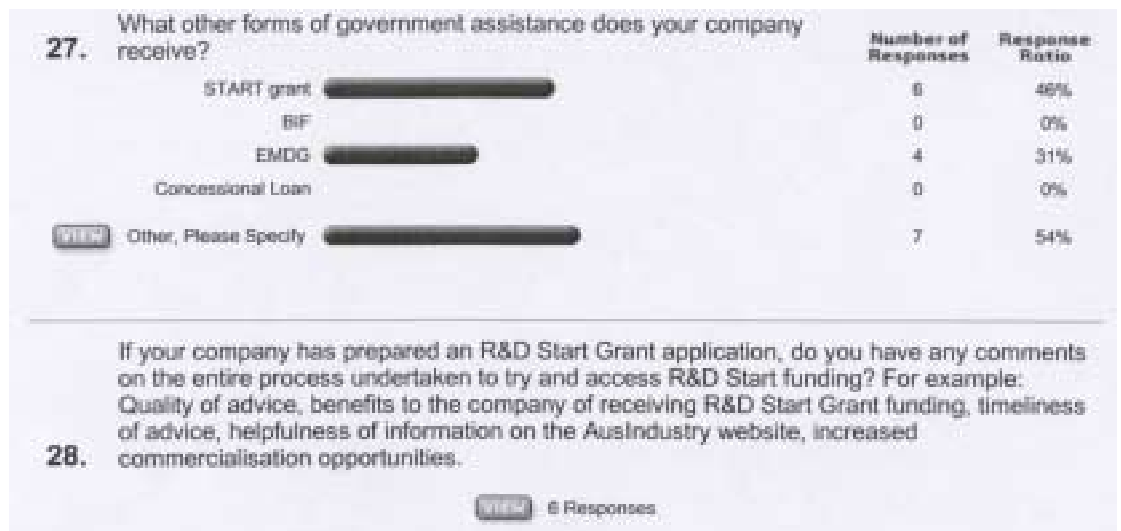 What other forms of government assistance does your company
27. receive?
Number of Responses
Response Ratio
START grant 6 46%
BIF 0 0%
EMDG 4 31%
Concessional Loan 0 0%
VIEW Other, Please Specify 7 54%
If your company has prepared an R&D Start Grant application, do you have any comments
on the entire process undertaken to try and access R&D Start funding? For example:
Quality of advice, benefits to the company of receiving R&D Start Grant funding, timeliness
of advice, helpfulness of information on the AusIndustry website, increased
28. commercialisation opportunities.
VIEW 6 Responses